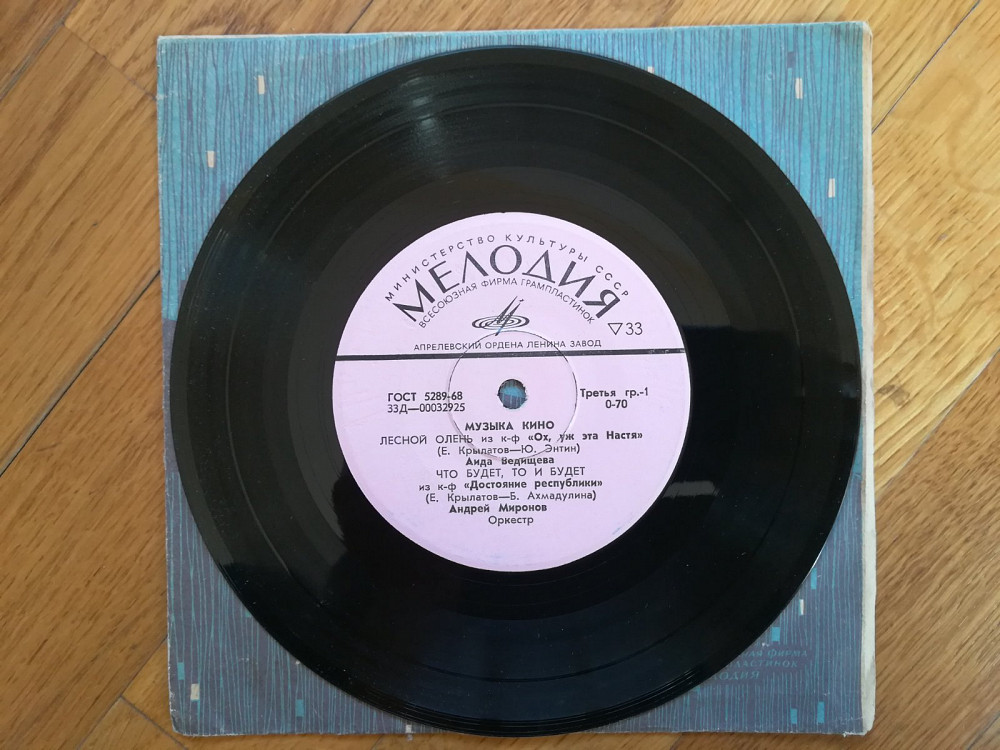 МИНИСТЕРСТВО КУЛЬТУРЫ СССР
МЕЛОДИЯ
ВСЕСОЮЗНАЯ ФИРМА ГРАМПЛАСТИНОК
33
АПРЕЛЕВСКИЙ ОРДЕНА ЛЕНИНА ЗАВОД
ГОСТ 5289-68 Третья гр.-1
33Д—00032925 0-70
МУЗЫКА КИНО
ЛЕСНОЙ ОЛЕНЬ из к-ф «Ох, уж эта Настя»
(Е. Крылатов—Ю. Энтин)
Аида Ведищева
ЧТО БУДЕТ, ТО И БУДЕТ
из к-ф «Достояние республики»
(Е. Крылатов—Б. Ахмадулина)
Андрей Миронов
Оркестр
ФИРМА